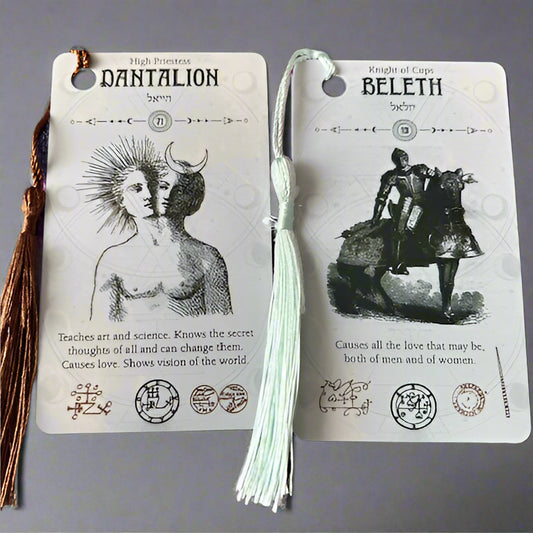 High Priestess
DANTALION
הייאל
71
Teaches art and science. Knows the secret
thoughts of all and can change them.
Causes love. Shows vision of the world.
Knight of Cups
BELETH
יזלאל
13
Causes all the love that may be,
both of men and of women.